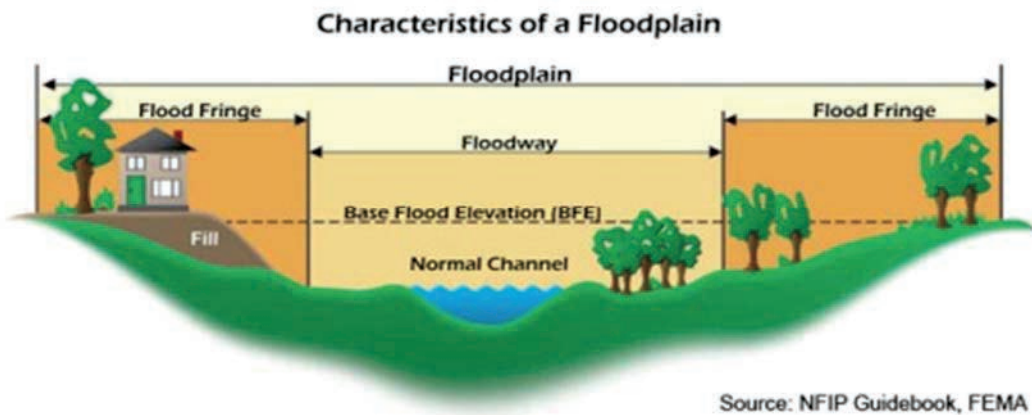 Characteristics of a Floodplain
Floodplain
Flood Fringe
Flood Fringe
Floodway
Base Flood Elevation (BFE)
Fill
Normal Channel
Source: NFIP Guidebook, FEMA